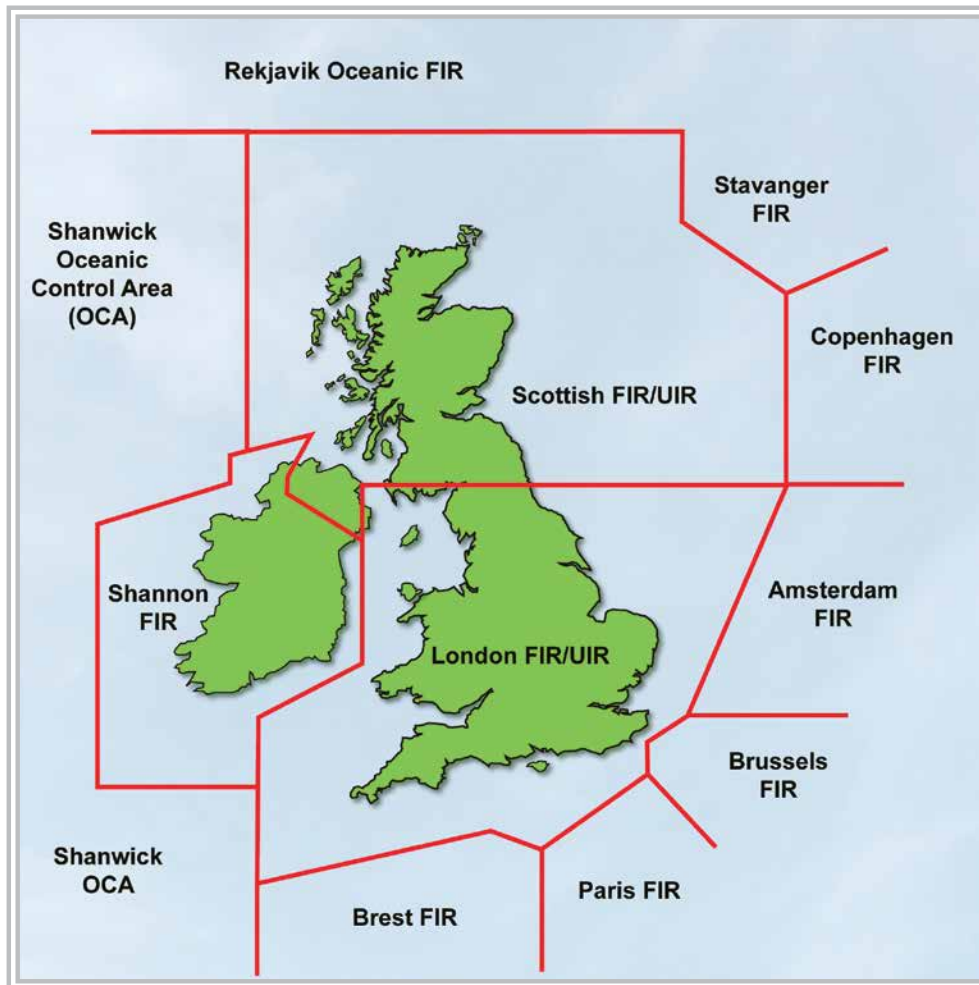 Rekjavik Oceanic FIR
Stavanger
FIR
Shanwick
Oceanic
Control Area
(OCA)
Copenhagen
FIR
Scottish FIR/UIR
Shannon
FIR
Amsterdam
FIR
London FIR/UIR
Brussels
FIR
Shanwick
OCA
Brest FIR
Paris FIR